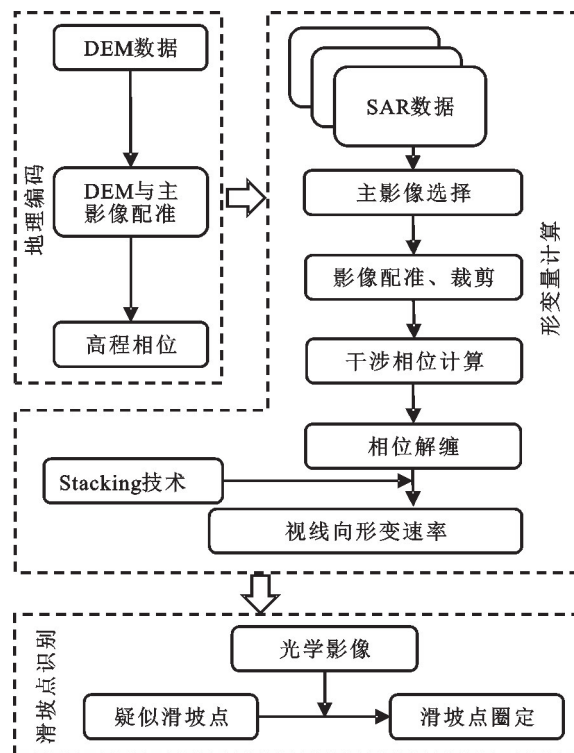 DEM数据
DEM与主
影像配准
高程相位
地理编码
SAR数据
主影像选择
影像配准、裁剪
干涉相位计算
相位解缠
Stacking技术
视线向形变速率
形变量计算
滑坡点识别
光学影像
疑似滑坡点
滑坡点圈定